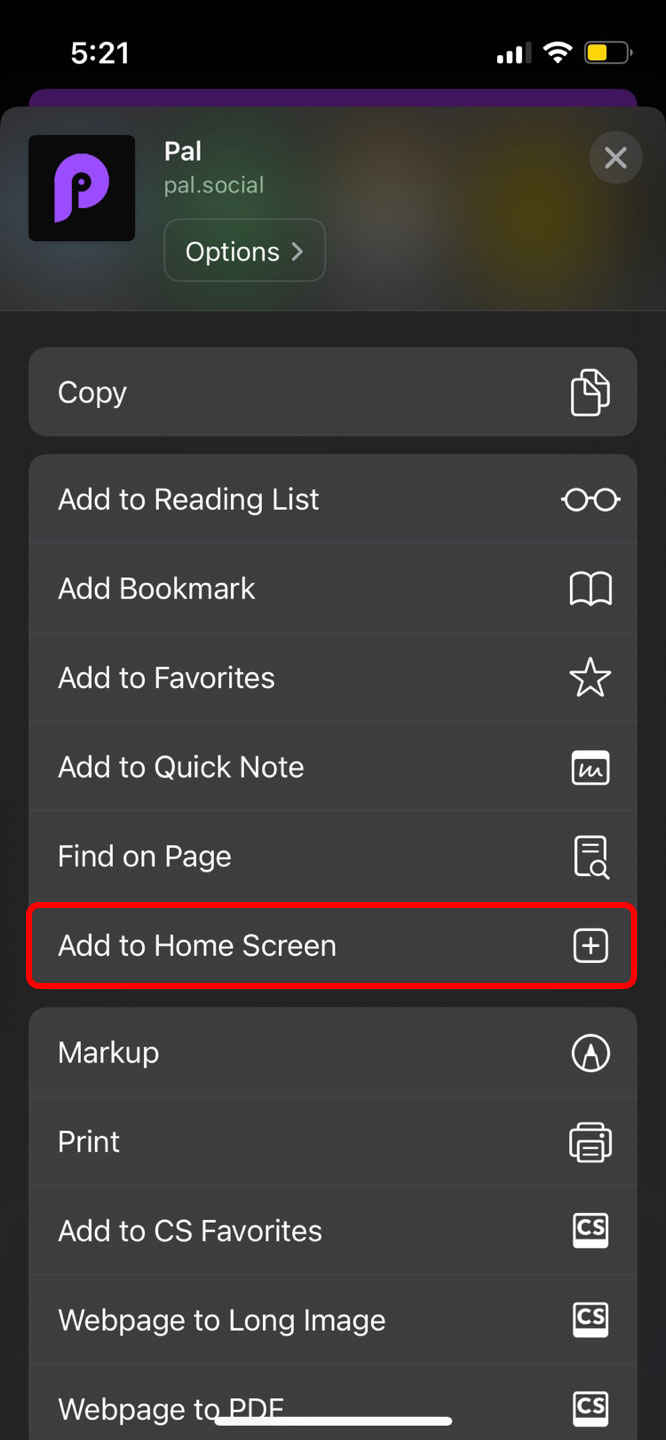 5:21
Pal
pal.social
Options
Copy
Add to Reading List
Add Bookmark
Add to Favorites
Add to Quick Note
Find on Page
Add to Home Screen
Markup
Print
Add to CS Favorites
CS
Webpage to Long Image
CS
Webpage to PDF
CS